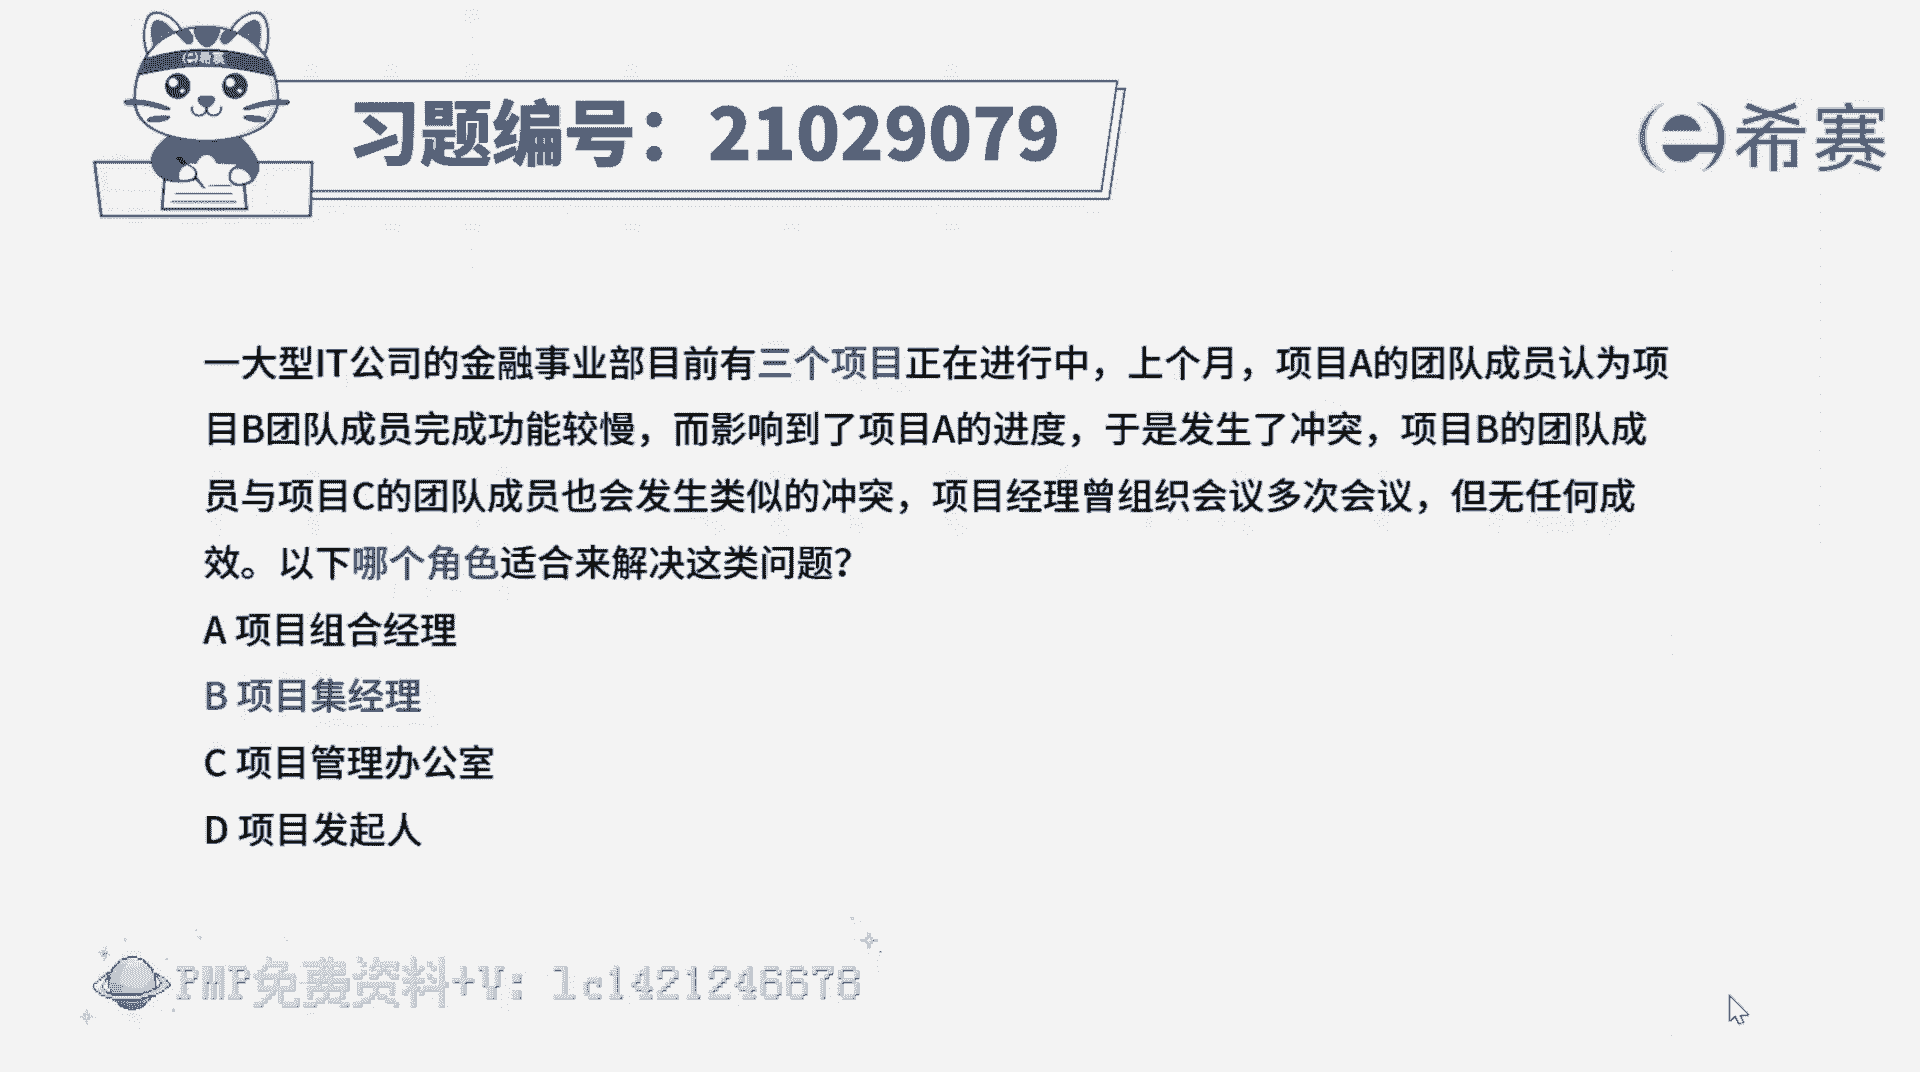 希赛
习题编号：21029079
希赛
一大型IT公司的金融事业部目前有三个项目正在进行中，上个月，项目A的团队成员认为项
目B团队成员完成功能较慢，而影响到了项目A的进度，于是发生了冲突，项目B的团队成
员与项目C的团队成员也会发生类似的冲突，项目经理曾组织会议多次会议，但无任何成
效。以下哪个角色适合来解决这类问题？
A 项目组合经理
B 项目集经理
C 项目管理办公室
D 项目发起人
PMP免费资料+V：lc1421246678